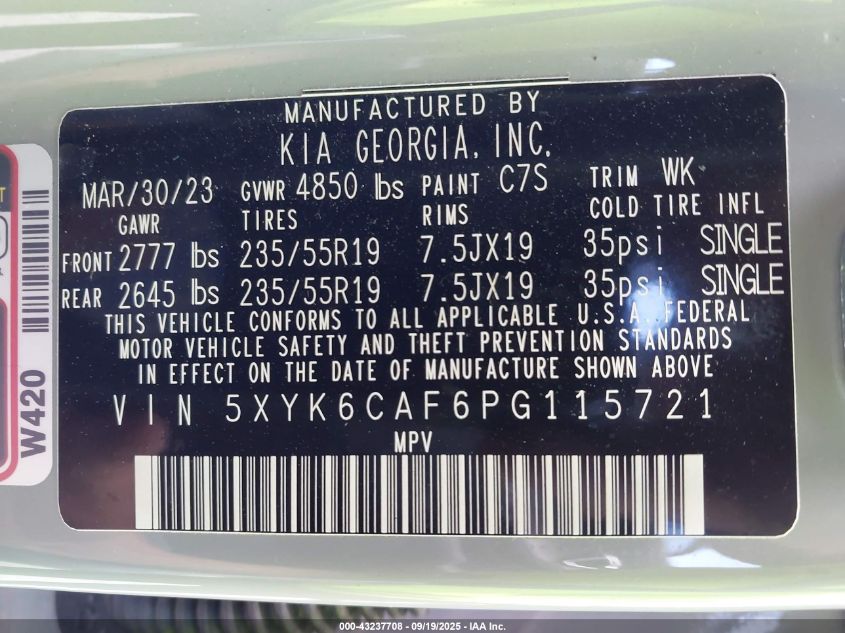 MANUFACTURED BY
KIA GEORGIA, INC.
MAR/30/23 GVWR 4850 lbs PAINT C7S TRIM WK
GAWR TIRES RIMS COLD TIRE INFL
FRONT 2777 lbs 235/55R19 7.5JX19 35psi SINGLE
REAR 2645 lbs 235/55R19 7.5JX19 35psi SINGLE
THIS VEHICLE CONFORMS TO ALL APPLICABLE U.S.A. FEDERAL
MOTOR VEHICLE SAFETY AND THEFT PREVENTION STANDARDS
IN EFFECT ON THE DATE OF MANUFACTURE SHOWN ABOVE
VIN 5XYK6CAF6PG115721
MPV
W420
000-43237708 - 09/19/2025 - IAA Inc.